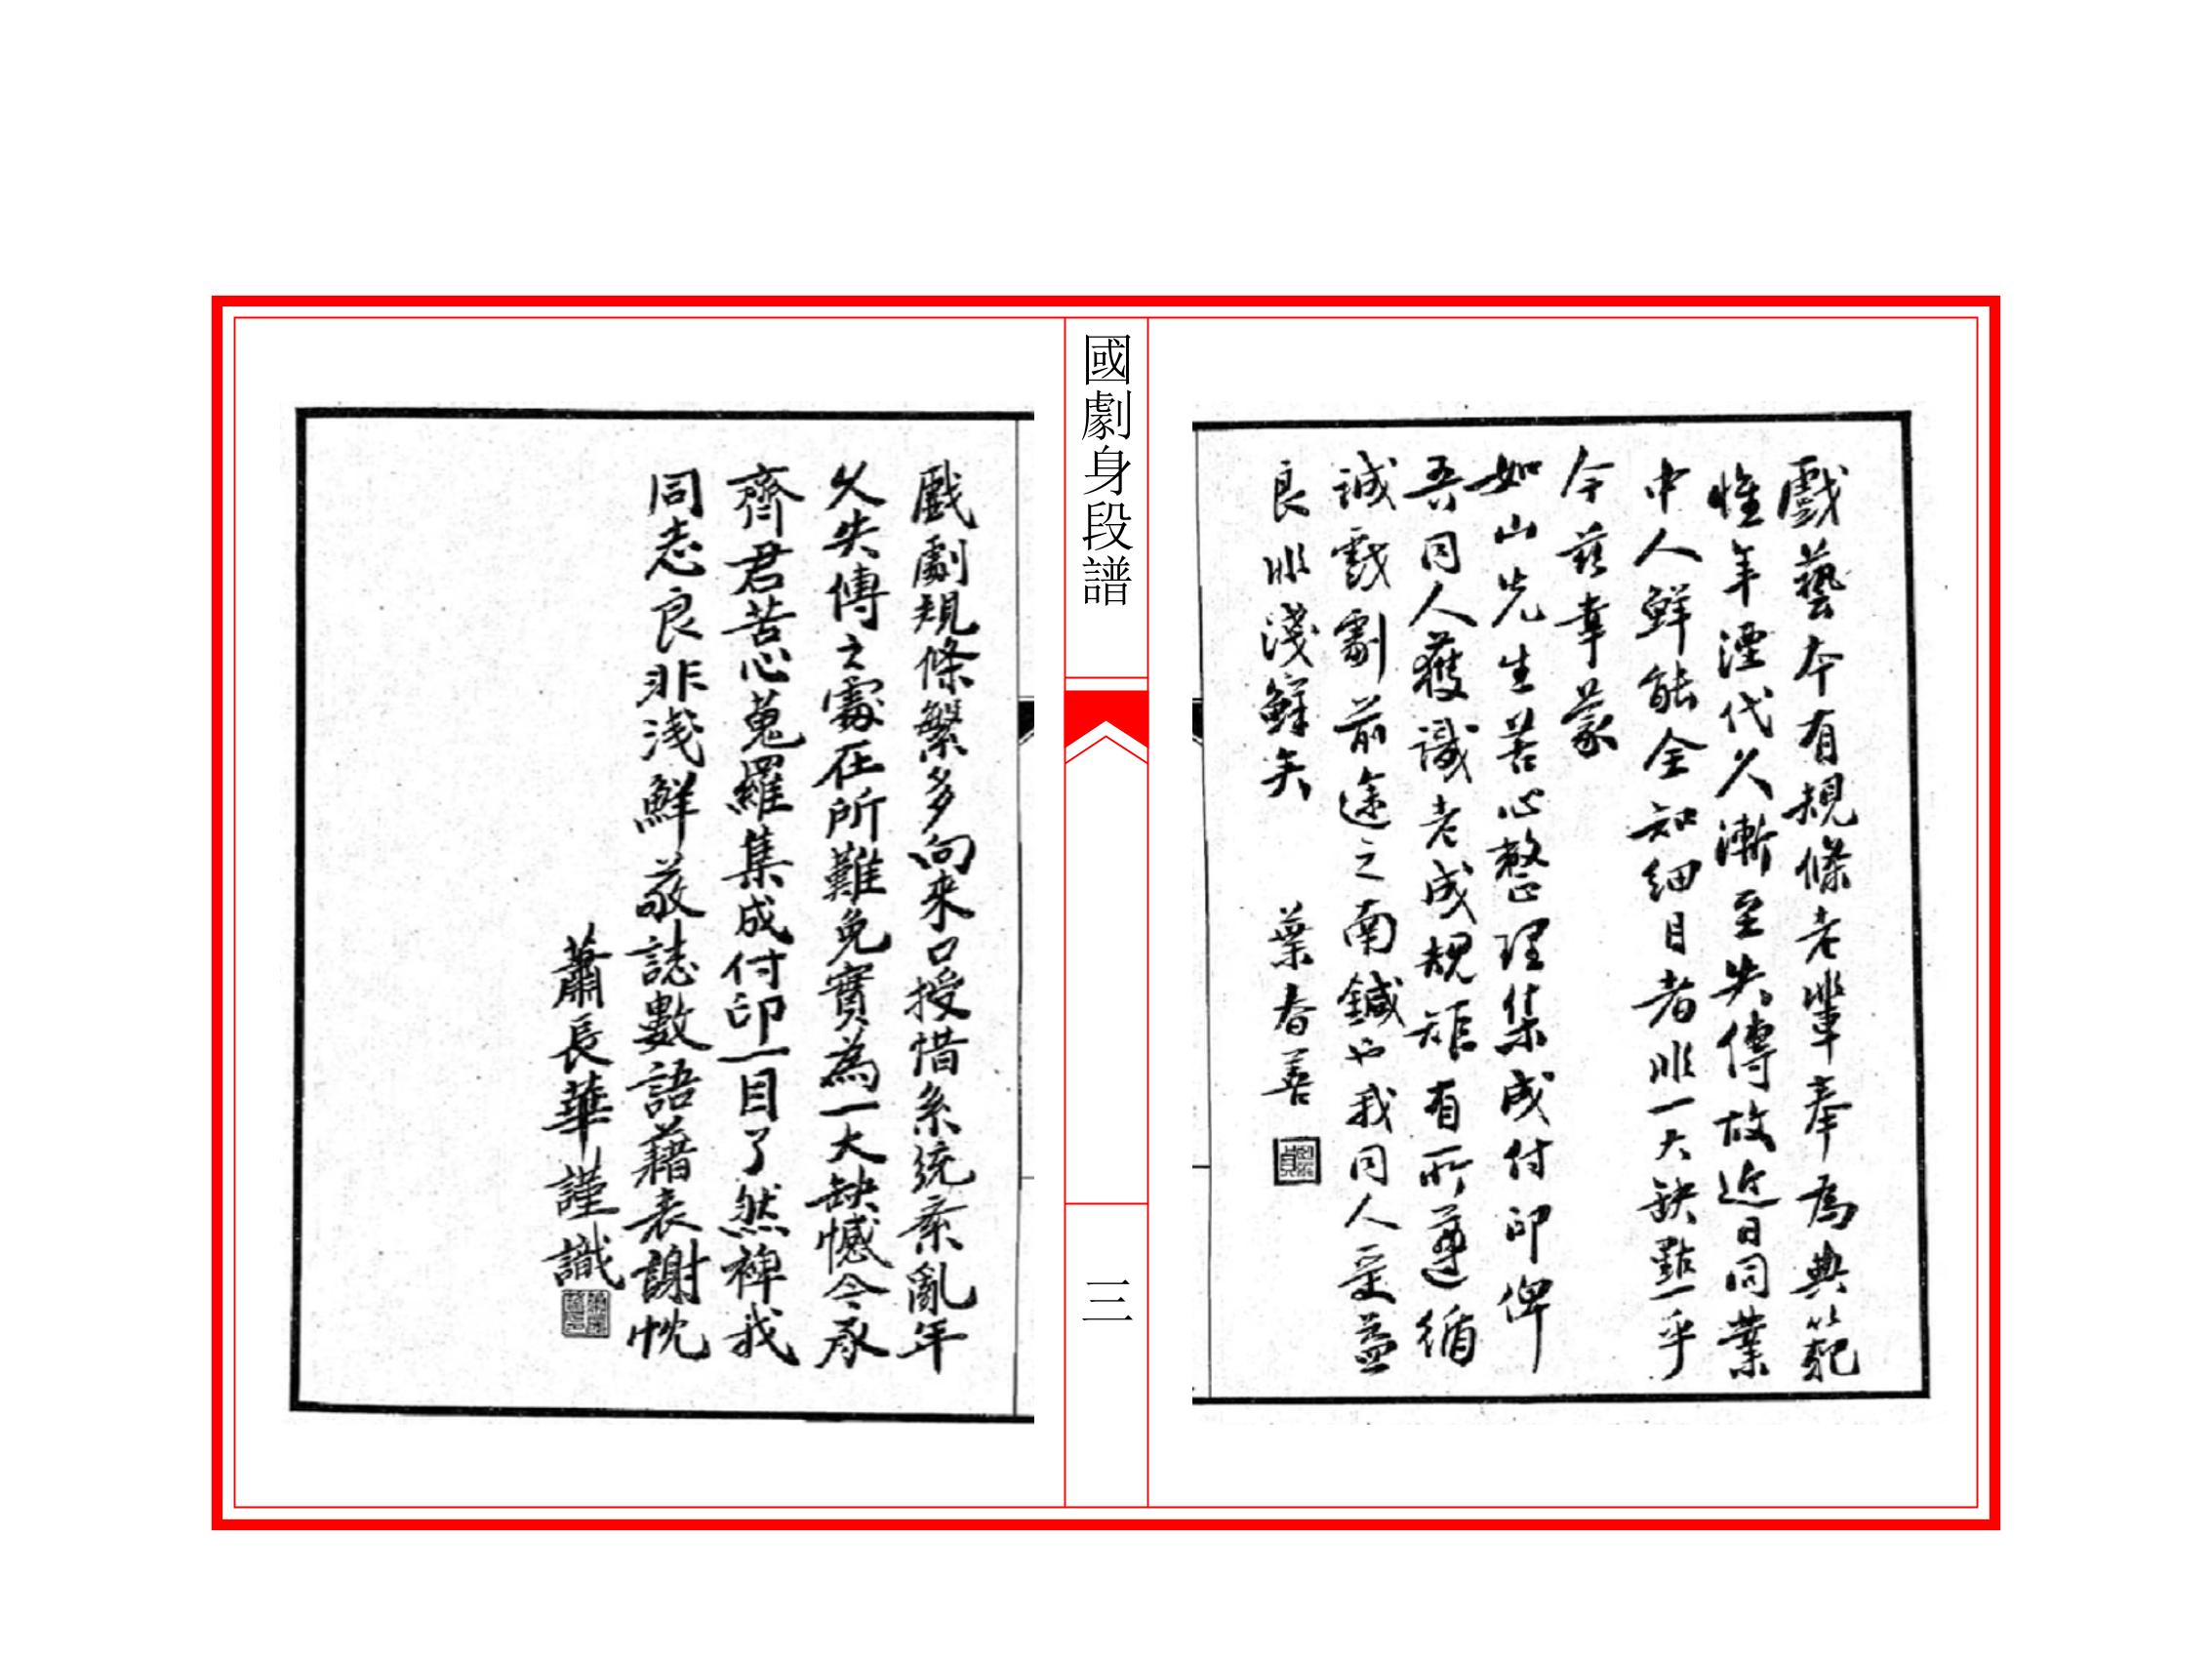 戲藝本有規條老輩奉為典範
惟年湮代久漸至失傳故近日同業
中人鮮能全知細目者非一大缺點乎
今茲幸蒙
如山先生苦心整理集成付印俾
吾同人獲識老成規矩有所遵循
誠戲劇前途之南鍼也我同人受益
良非淺鮮矣 葉春善
國劇身段譜
三
戲劇規條繁多向來口授惜系統紊亂年
久失傳之處在所難免實為一大缺憾今承
齊君苦心蒐羅集成付印一目了然裨我
同志良非淺鮮敬誌數語藉表謝忱
蕭長華謹識